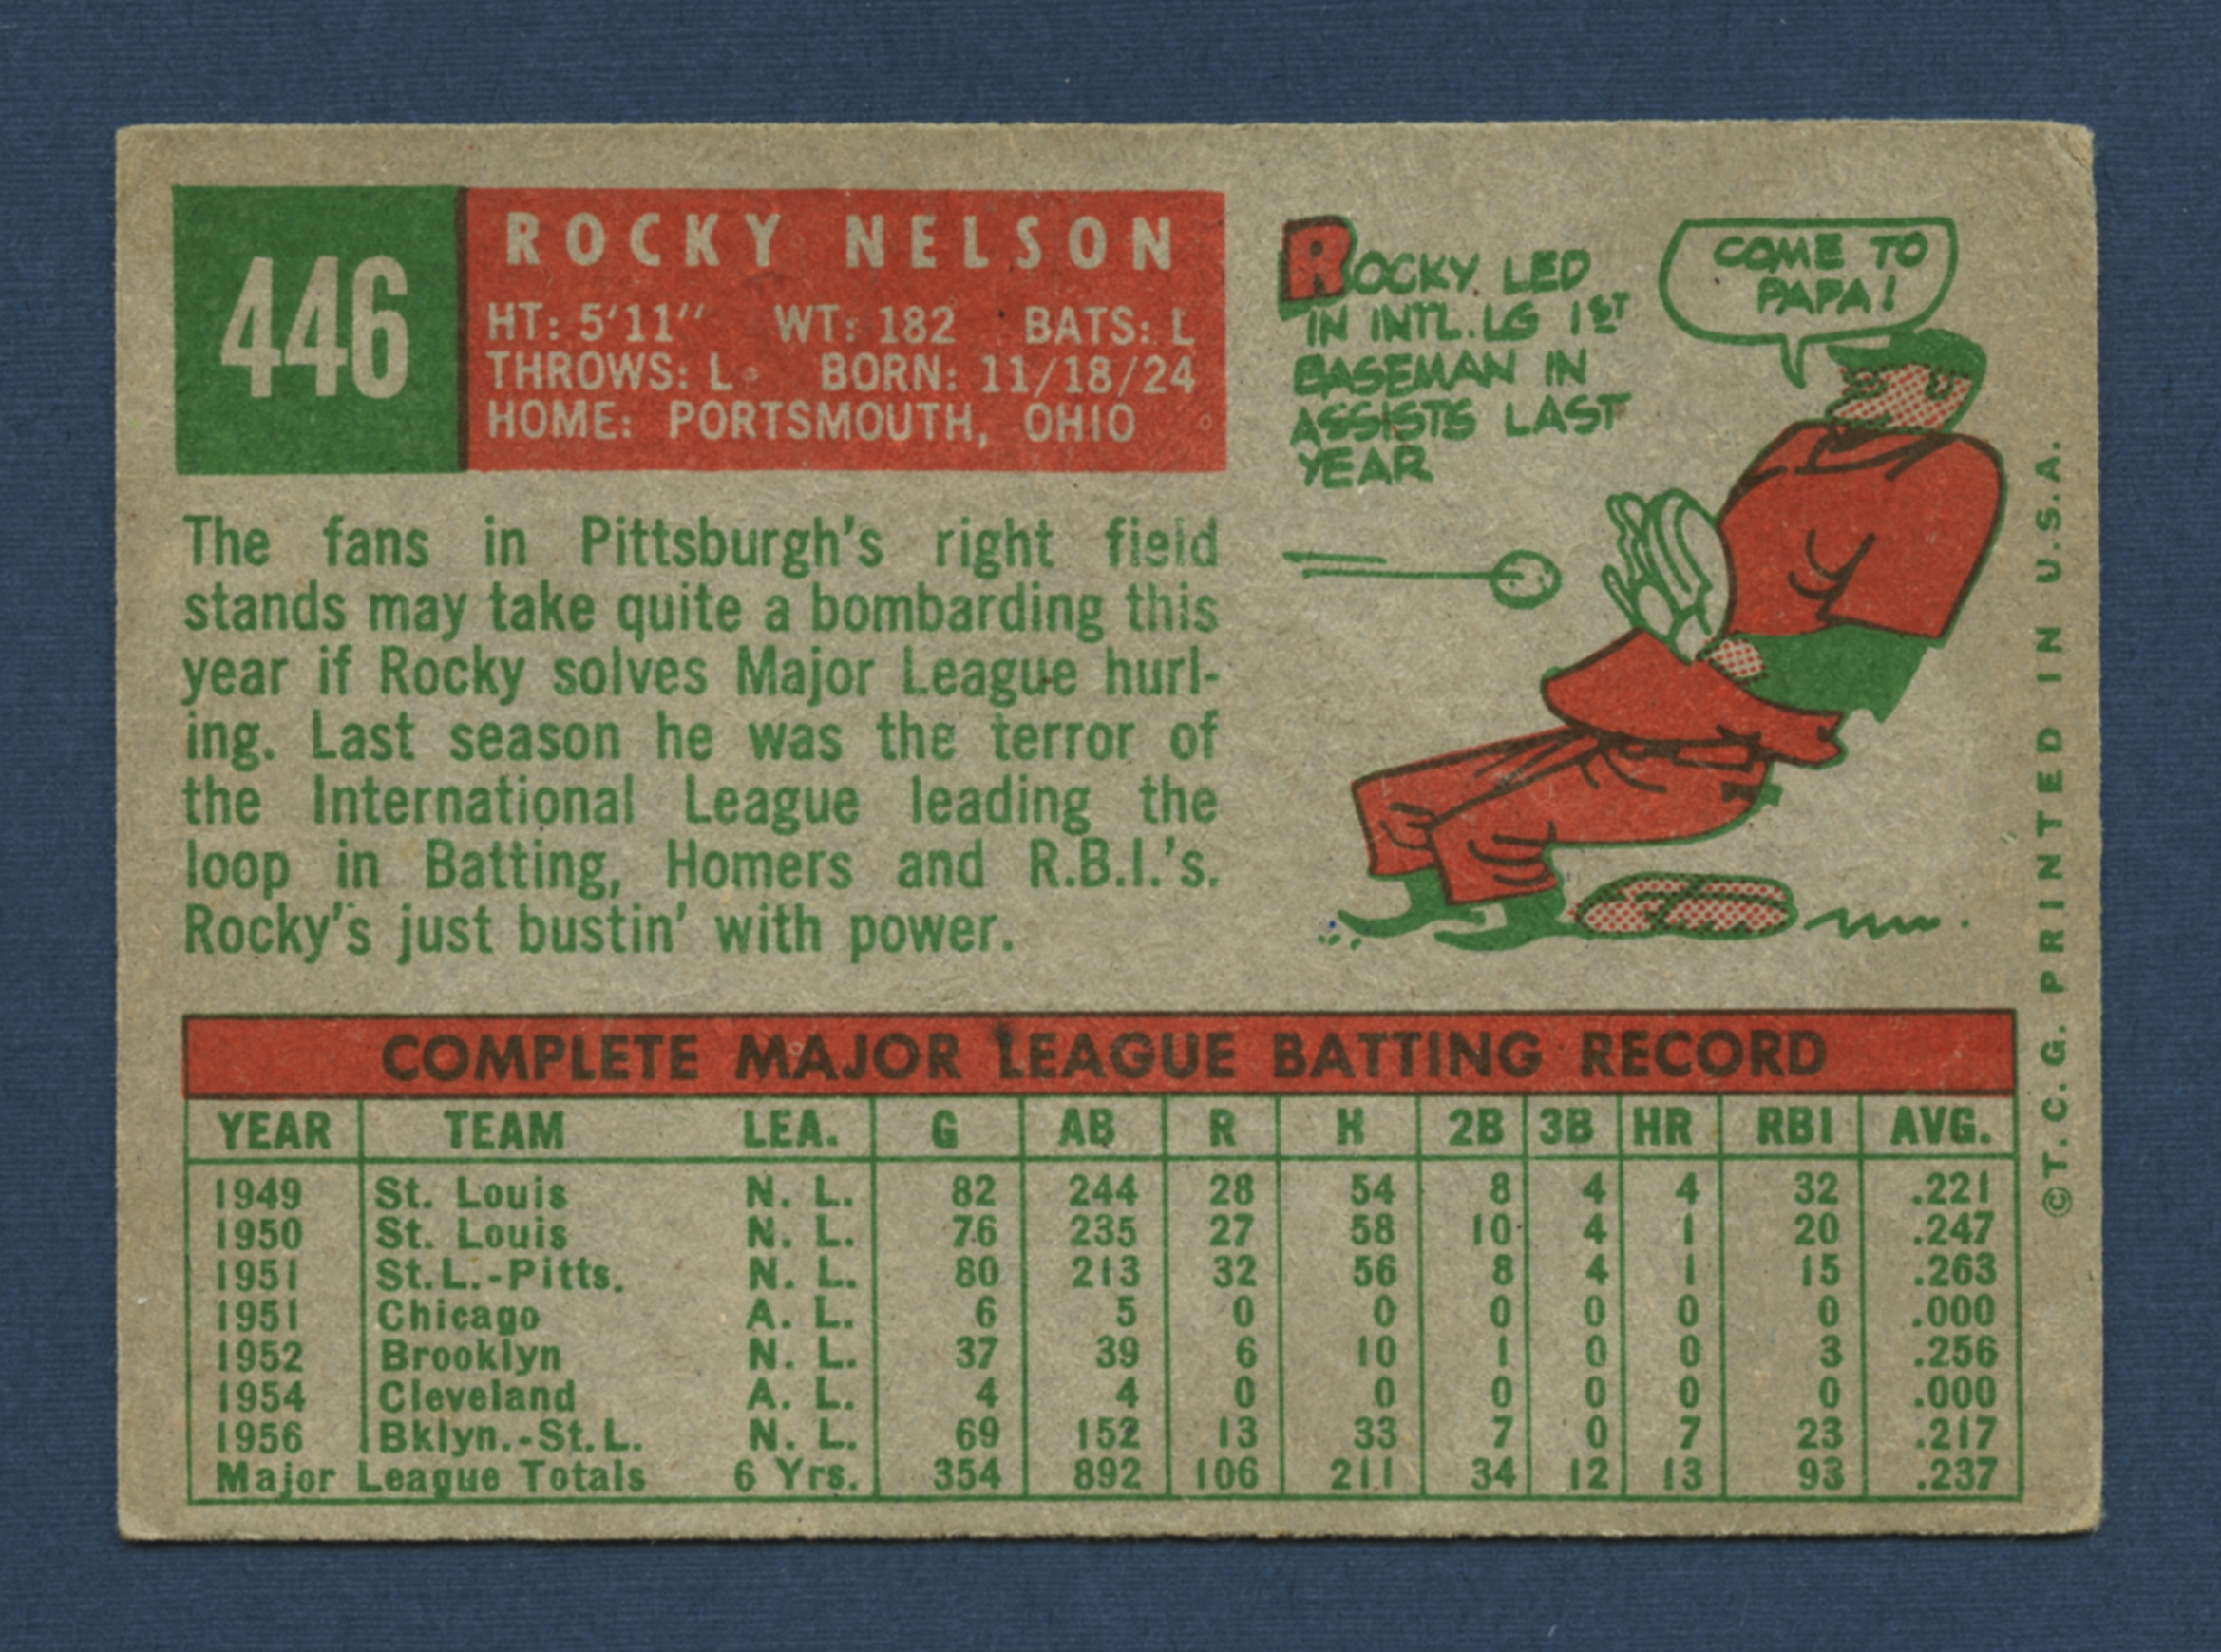 446
ROCKY NELSON
HT: 5'11" WT: 182 BATS: L
THROWS: L BORN: 11/18/24
HOME: PORTSMOUTH, OHIO
The fans in Pittsburgh's right field
stands may take quite a bombarding this
year if Rocky solves Major League hurl-
ing. Last season he was the terror of
the International League leading the
loop in Batting, Homers and R.B.I.'s.
Rocky's just bustin' with power.
ROCKY LED
IN INTL. LG 1ST
BASEMAN IN
ASSISTS LAST
YEAR
COME TO
PAPA!
COMPLETE MAJOR LEAGUE BATTING RECORD
YEAR TEAM LEA. G AB R H 2B 3B HR RBI AVG.
1949 St. Louis N. L. 82 244 28 54 8 4 4 32 .221
1950 St. Louis N. L. 76 235 27 58 10 4 1 20 .247
1951 St.L.-Pitts. N. L. 80 213 32 56 8 4 1 15 .263
1951 Chicago A. L. 6 5 0 0 0 0 0 0 .000
1952 Brooklyn N. L. 37 39 6 10 1 0 0 3 .256
1954 Cleveland A. L. 4 4 0 0 0 0 0 0 .000
1956 Bklyn.-St.L. N. L. 69 152 13 33 7 0 7 23 .217
Major League Totals 6 Yrs. 354 892 106 211 34 12 13 93 .237
©T.C.G. PRINTED IN U.S.A.